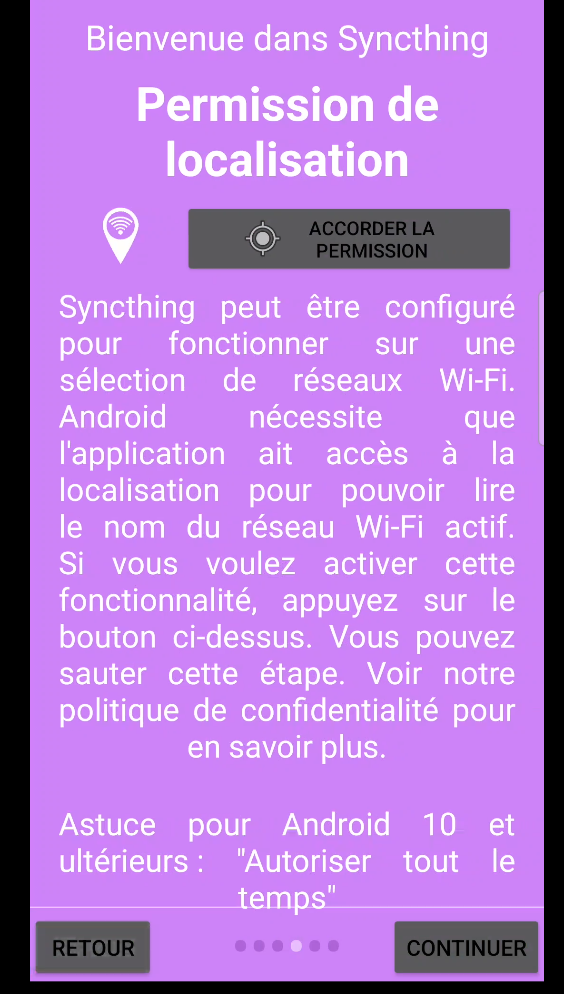 Bienvenue dans Syncthing
Permission de
localisation
ACCORDER LA
PERMISSION
Syncthing peut être configuré
pour fonctionner sur une
sélection de réseaux Wi-Fi.
Android nécessite que
l'application ait accès à la
localisation pour pouvoir lire
le nom du réseau Wi-Fi actif.
Si vous voulez activer cette
fonctionnalité, appuyez sur le
bouton ci-dessus. Vous pouvez
sauter cette étape. Voir notre
politique de confidentialité pour
en savoir plus.
Astuce pour Android 10 et
ultérieurs : "Autoriser tout le
temps"
RETOUR
CONTINUER